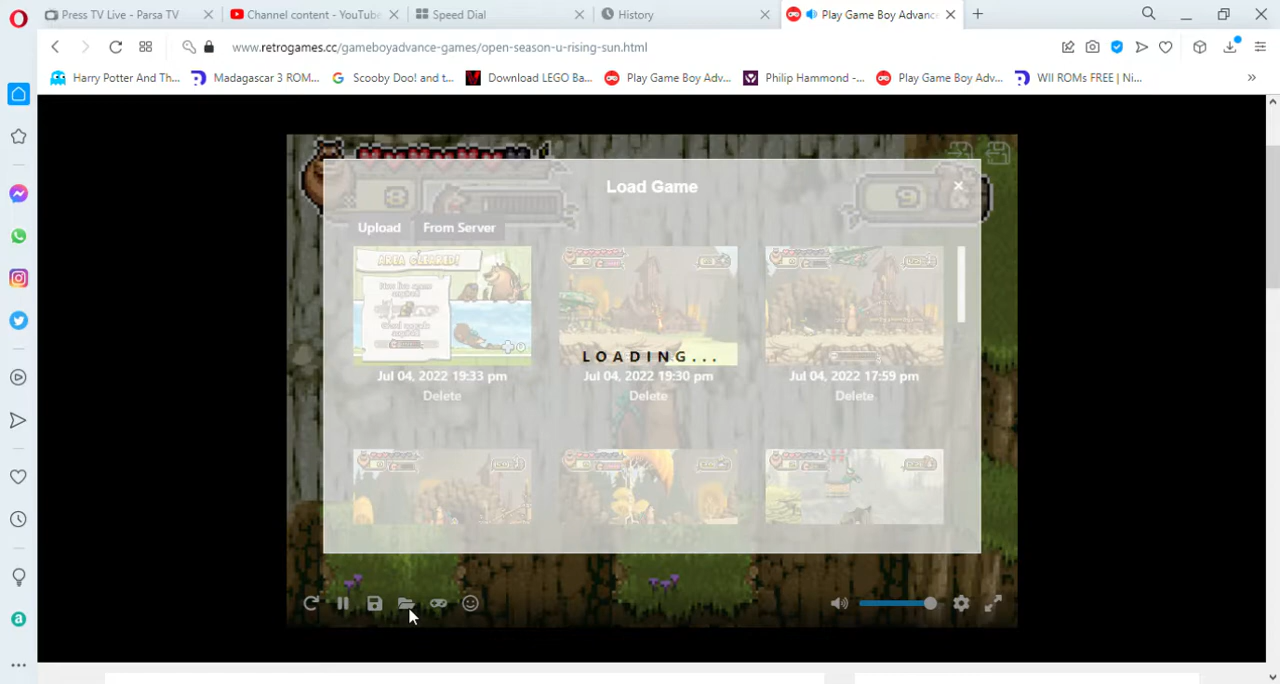 Press TV Live - Parsa TV
Channel content - YouTube
Speed Dial
History
Play Game Boy Advanc
www.retrogames.cc/gameboyadvance-games/open-season-u-rising-sun.html
Harry Potter And Th...
Madagascar 3 ROM...
Scooby Doo! and t...
Download LEGO Ba...
Play Game Boy Adv...
Philip Hammond -...
Play Game Boy Adv...
WII ROMs FREE | Ni...
Load Game
8
9
Upload
From Server
AREA CLEARED!
LOADING...
Jul 04, 2022 19:33 pm
Jul 04, 2022 19:30 pm
Jul 04, 2022 17:59 pm
Delete
Delete
Delete